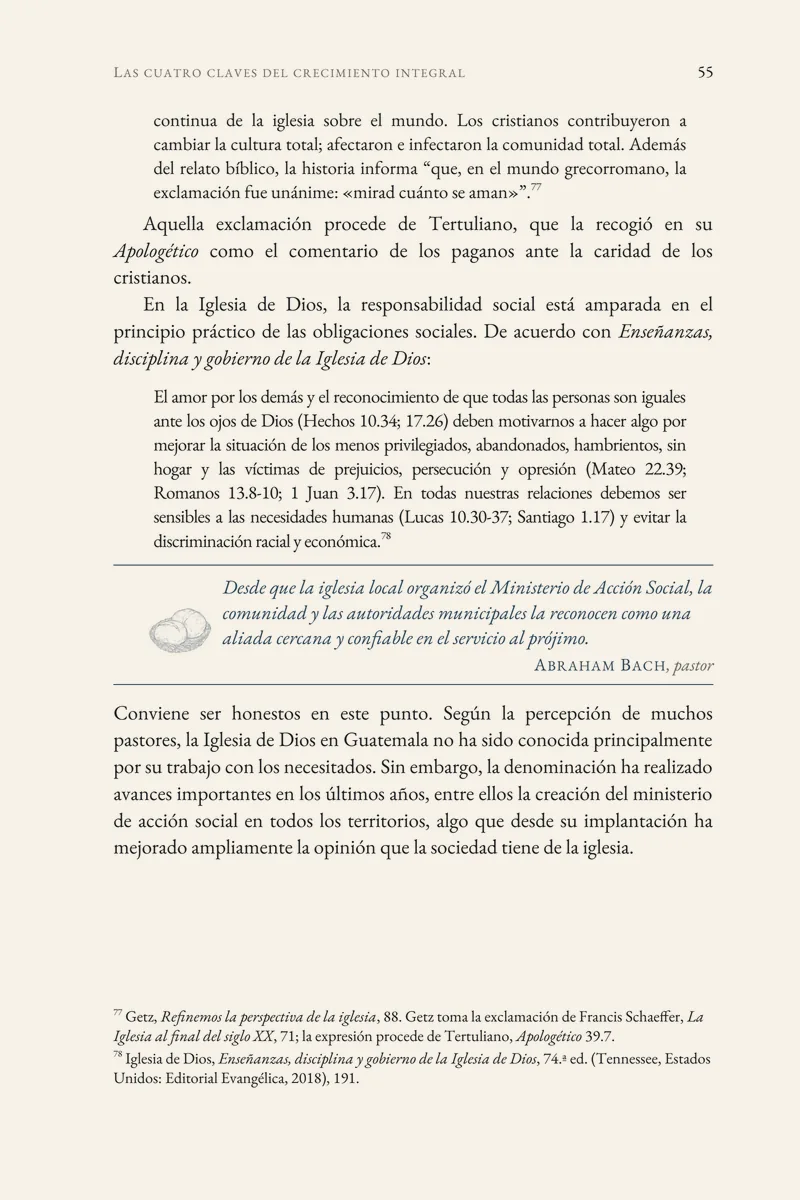 LAS CUATRO CLAVES DEL CRECIMIENTO INTEGRAL 55
continua de la iglesia sobre el mundo. Los cristianos contribuyeron a
cambiar la cultura total; afectaron e infectaron la comunidad total. Además
del relato bíblico, la historia informa “que, en el mundo grecorromano, la
exclamación fue unánime: «mirad cuánto se aman»”.77
Aquella exclamación procede de Tertuliano, que la recogió en su
Apologético como el comentario de los paganos ante la caridad de los
cristianos.
En la Iglesia de Dios, la responsabilidad social está amparada en el
principio práctico de las obligaciones sociales. De acuerdo con Enseñanzas,
disciplina y gobierno de la Iglesia de Dios:
El amor por los demás y el reconocimiento de que todas las personas son iguales
ante los ojos de Dios (Hechos 10.34; 17.26) deben motivarnos a hacer algo por
mejorar la situación de los menos privilegiados, abandonados, hambrientos, sin
hogar y las víctimas de prejuicios, persecución y opresión (Mateo 22.39;
Romanos 13.8-10; 1 Juan 3.17). En todas nuestras relaciones debemos ser
sensibles a las necesidades humanas (Lucas 10.30-37; Santiago 1.17) y evitar la
discriminación racial y económica.78
Desde que la iglesia local organizó el Ministerio de Acción Social, la
comunidad y las autoridades municipales la reconocen como una
aliada cercana y confiable en el servicio al prójimo.
ABRAHAM BACH, pastor
Conviene ser honestos en este punto. Según la percepción de muchos
pastores, la Iglesia de Dios en Guatemala no ha sido conocida principalmente
por su trabajo con los necesitados. Sin embargo, la denominación ha realizado
avances importantes en los últimos años, entre ellos la creación del ministerio
de acción social en todos los territorios, algo que desde su implantación ha
mejorado ampliamente la opinión que la sociedad tiene de la iglesia.
77 Getz, Refinemos la perspectiva de la iglesia, 88. Getz toma la exclamación de Francis Schaeffer, La
Iglesia al final del siglo XX, 71; la expresión procede de Tertuliano, Apologético 39.7.
78 Iglesia de Dios, Enseñanzas, disciplina y gobierno de la Iglesia de Dios, 74.ª ed. (Tennessee, Estados
Unidos: Editorial Evangélica, 2018), 191.